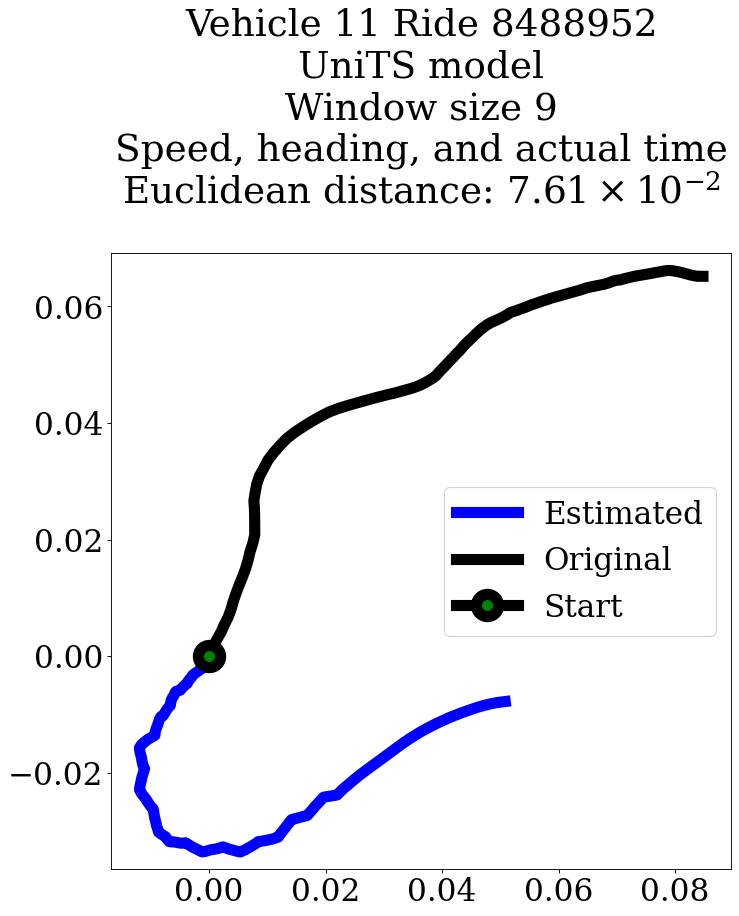 Vehicle 11 Ride 8488952
UniTS model
Window size 9
Speed, heading, and actual time
Euclidean distance: 7.61 × 10⁻²
0.06
0.04
0.02
0.00
−0.02
Estimated
Original
Start
0.00 0.02 0.04 0.06 0.08